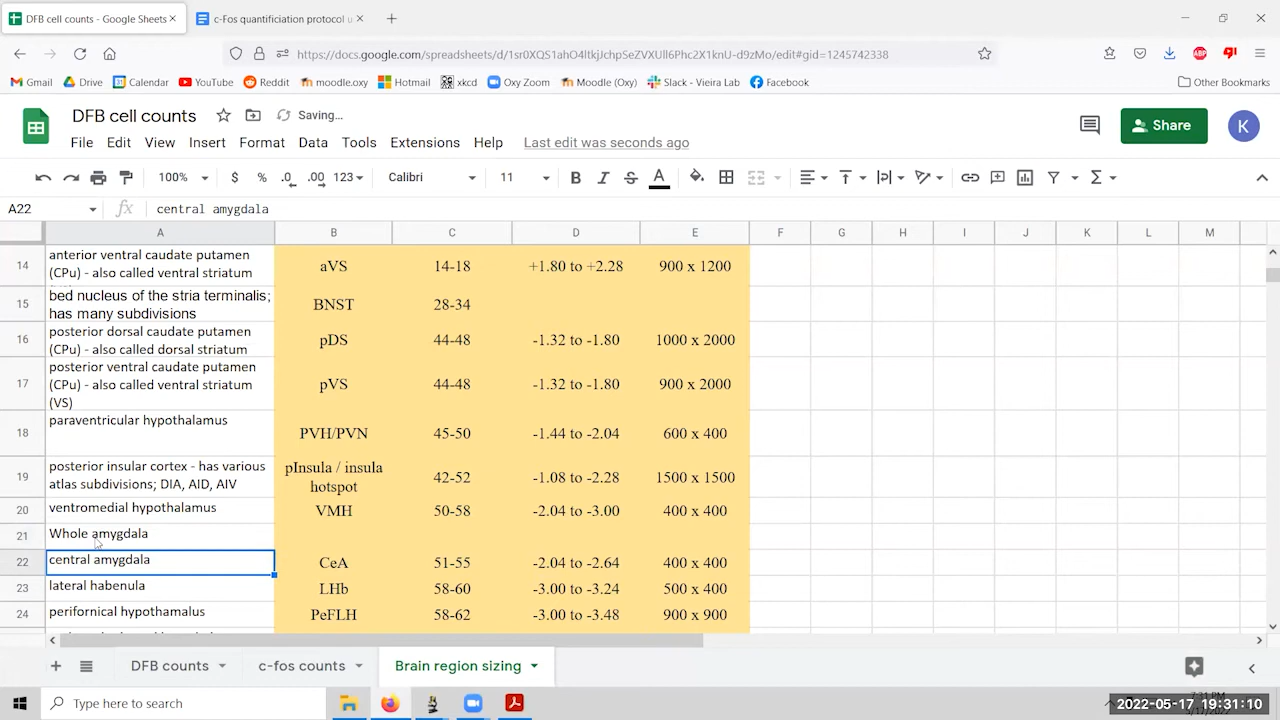 DFB cell counts - Google Sheets
c-Fos quantificiation protocol u
https://docs.google.com/spreadsheets/d/1sr0XQS1ahO4ltkjJchpSeZVXUll6Phc2X1knU-d9zMo/edit#gid=1245742338
ABP
Gmail Drive Calendar YouTube Reddit moodle.oxy Hotmail xkcd Oxy Zoom Moodle (Oxy) Slack - Vieira Lab Facebook Other Bookmarks
DFB cell counts Saving...
Share K
File Edit View Insert Format Data Tools Extensions Help Last edit was seconds ago
100% $ % .0 .00 123 Calibri 11 B I S A
A22 fx central amygdala
A B C D E F G H I J K L M
14 anterior ventral caudate putamen
(CPu) - also called ventral striatum aVS 14-18 +1.80 to +2.28 900 x 1200
15 bed nucleus of the stria terminalis;
has many subdivisions BNST 28-34
16 posterior dorsal caudate putamen
(CPu) - also called dorsal striatum pDS 44-48 -1.32 to -1.80 1000 x 2000
17 posterior ventral caudate putamen
(CPu) - also called ventral striatum
(VS) pVS 44-48 -1.32 to -1.80 900 x 2000
18 paraventricular hypothalamus PVH/PVN 45-50 -1.44 to -2.04 600 x 400
19 posterior insular cortex - has various
atlas subdivisions; DIA, AID, AIV pInsula / insula
hotspot 42-52 -1.08 to -2.28 1500 x 1500
20 ventromedial hypothalamus VMH 50-58 -2.04 to -3.00 400 x 400
21 Whole amygdala
22 central amygdala CeA 51-55 -2.04 to -2.64 400 x 400
23 lateral habenula LHb 58-60 -3.00 to -3.24 500 x 400
24 perifornical hypothamalus PeFLH 58-62 -3.00 to -3.48 900 x 900
DFB counts c-fos counts Brain region sizing
Type here to search
2022-05-17 19:31:10